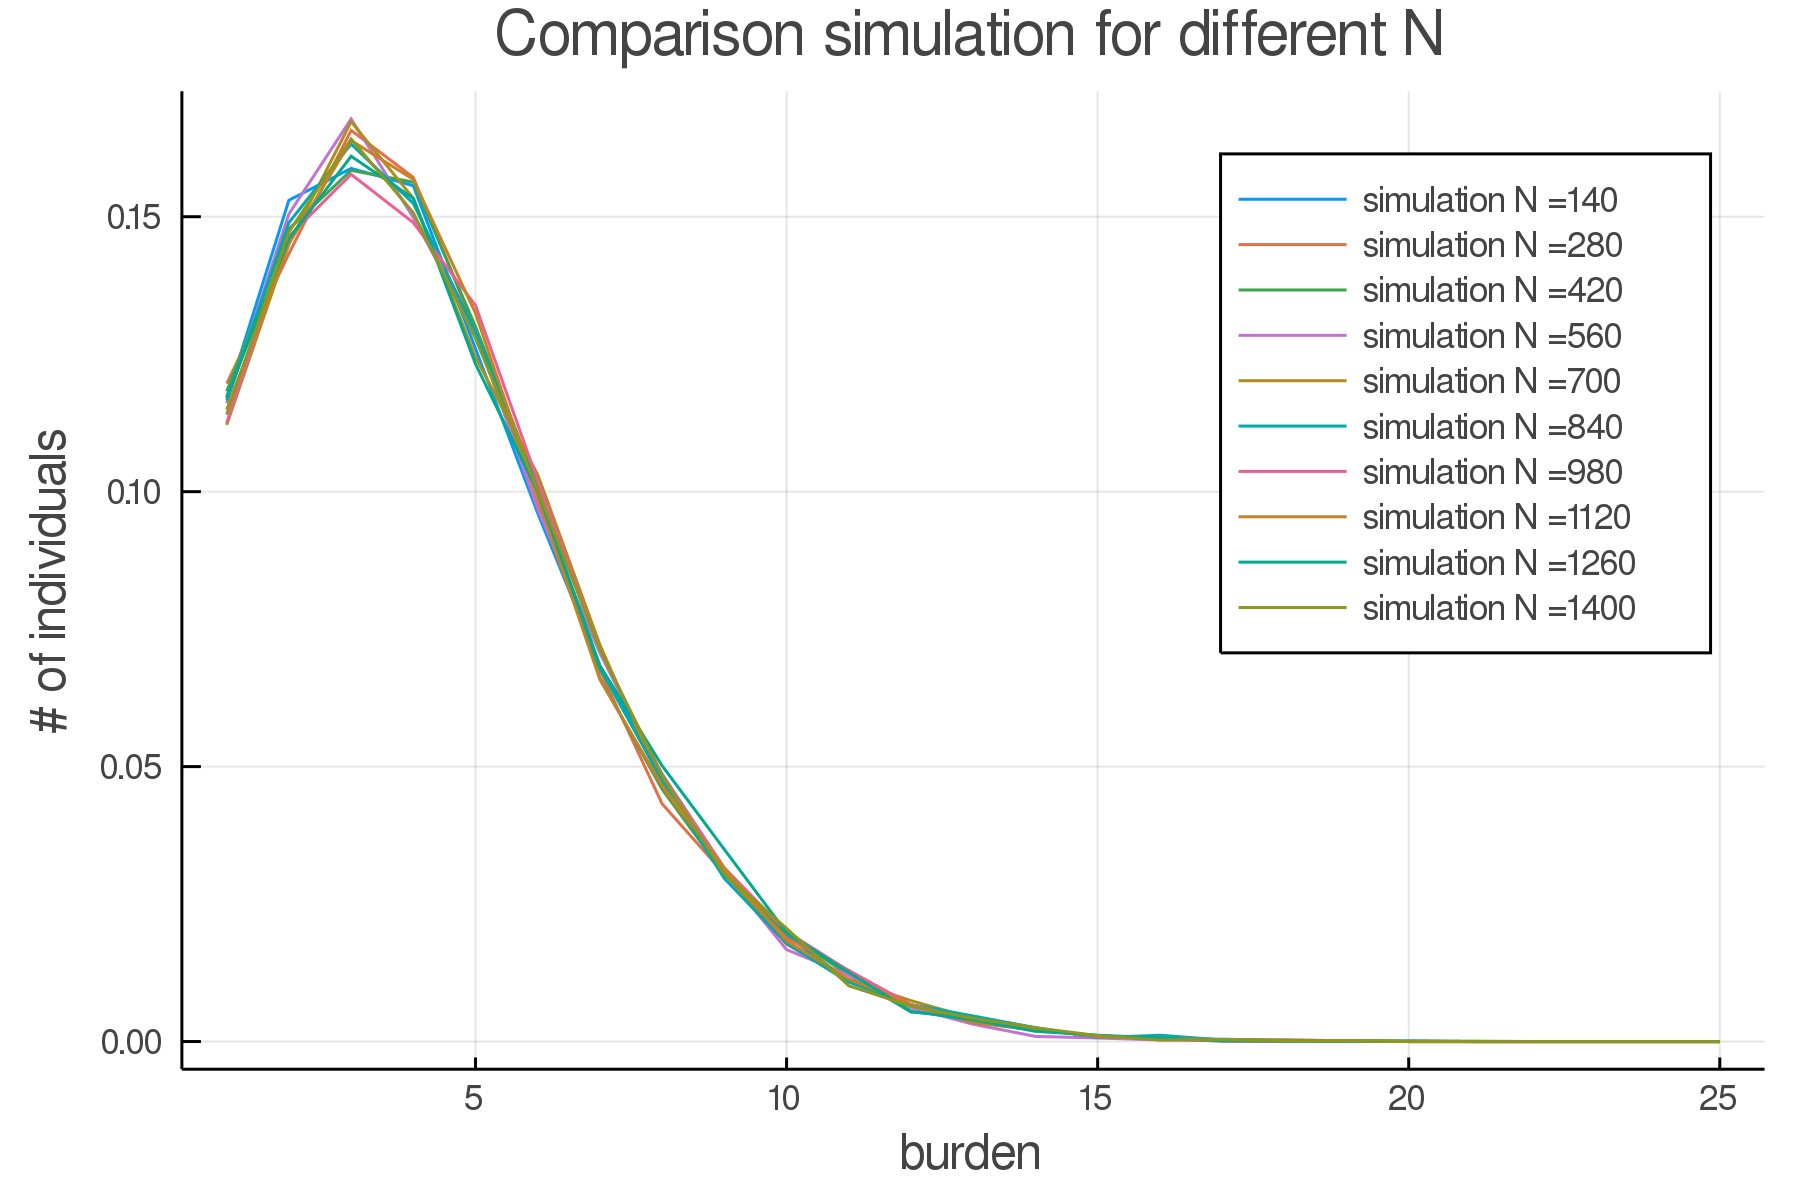 Comparison simulation for different N
# of individuals
0.15
0.10
0.05
0.00
simulation N =140
simulation N =280
simulation N =420
simulation N =560
simulation N =700
simulation N =840
simulation N =980
simulation N =1120
simulation N =1260
simulation N =1400
5 10 15 20 25
burden